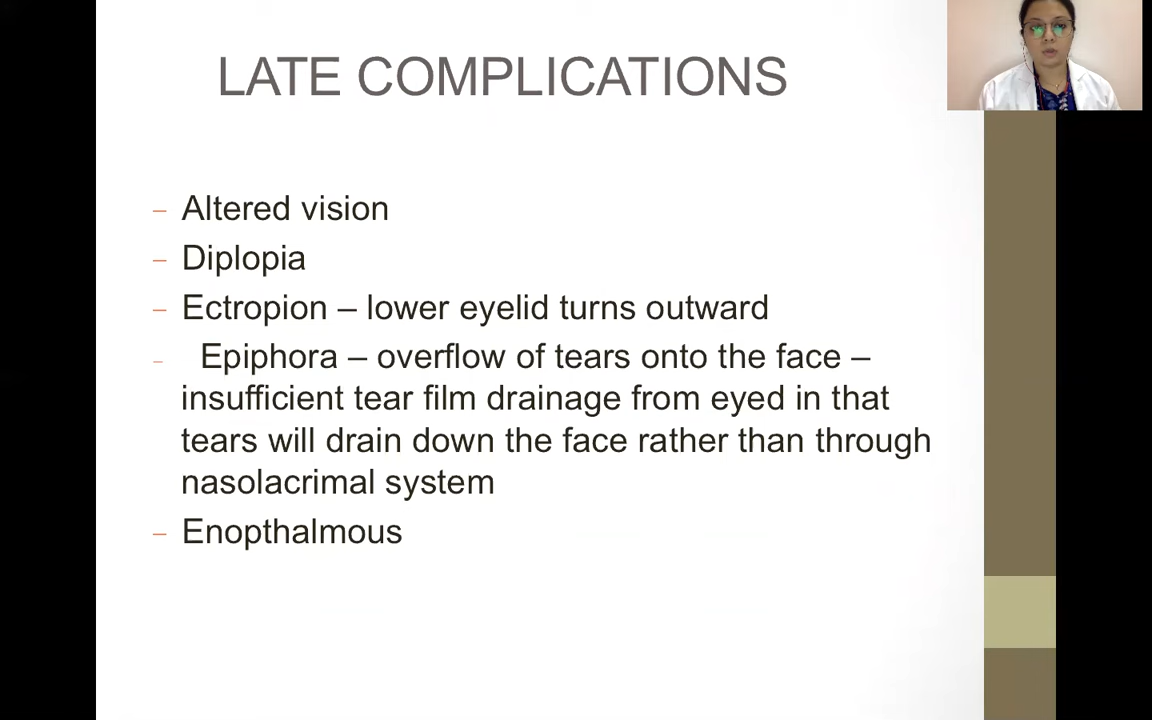 LATE COMPLICATIONS
– Altered vision
– Diplopia
– Ectropion – lower eyelid turns outward
– Epiphora – overflow of tears onto the face –
insufficient tear film drainage from eyed in that
tears will drain down the face rather than through
nasolacrimal system
– Enopthalmous